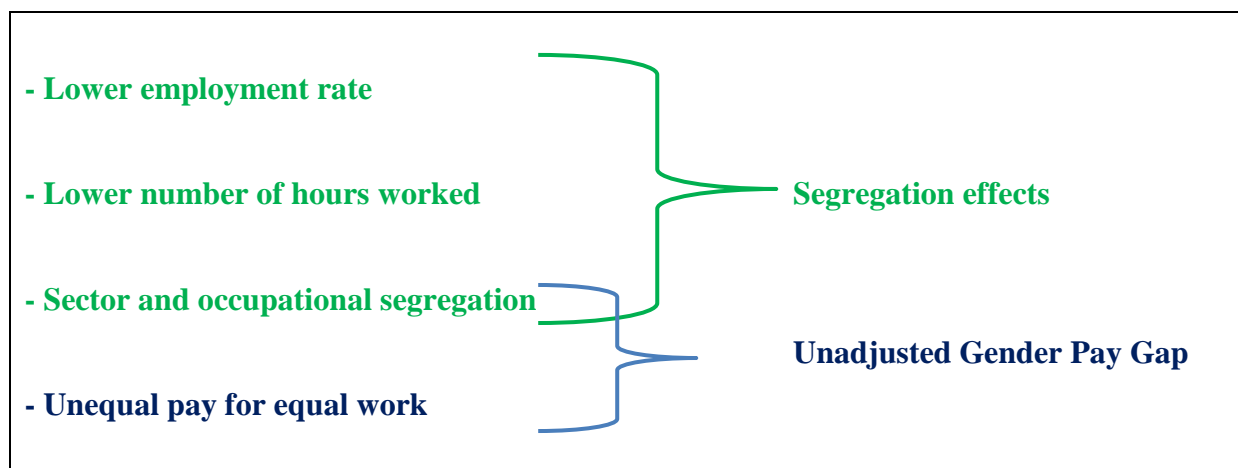 - Lower employment rate
- Lower number of hours worked
Segregation effects
- Sector and occupational segregation
Unadjusted Gender Pay Gap
- Unequal pay for equal work